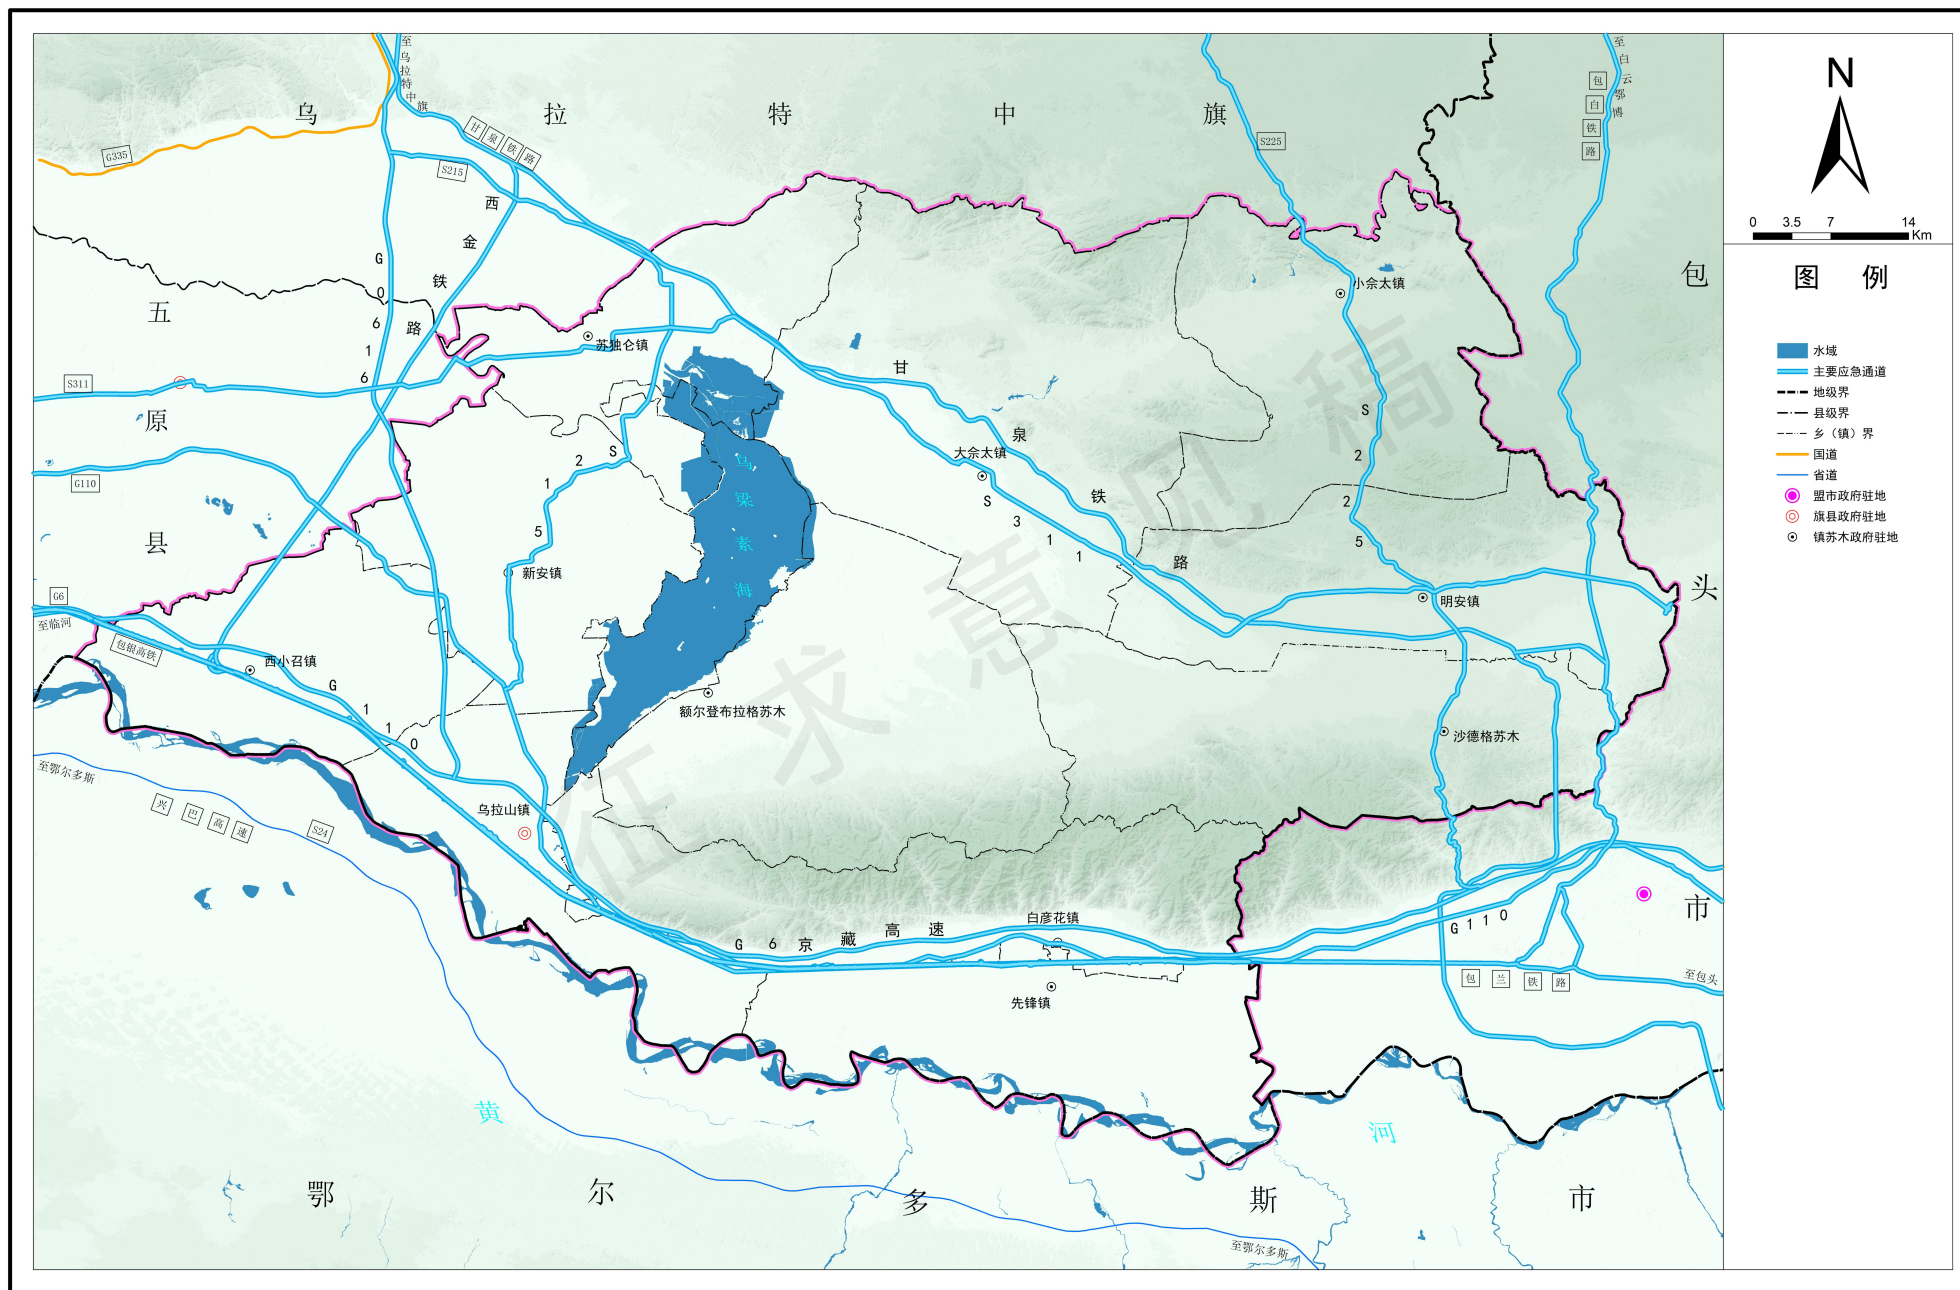 乌拉特中旗
至乌拉特中旗
至白云鄂博
包白铁路
甘泉铁路
G335
S215
S225
西金铁路
G0616
五原县
S311
G110
G6
至临河
包银高铁
西小召镇
G110
苏独仑镇
S215
新安镇
乌梁素海
额尔登布拉格苏木
乌拉山镇
小佘太镇
大佘太镇
甘泉铁路
S311
S225
明安镇
沙德格苏木
包头市
白彦花镇
G6京藏高速
先锋镇
G110
包兰铁路
至包头
至鄂尔多斯
兴巴高速
S24
黄河
鄂尔多斯市
至鄂尔多斯
征求意见稿
N
0 3.5 7 14
Km
图 例
水域
主要应急通道
地级界
县级界
乡（镇）界
国道
省道
盟市政府驻地
旗县政府驻地
镇苏木政府驻地